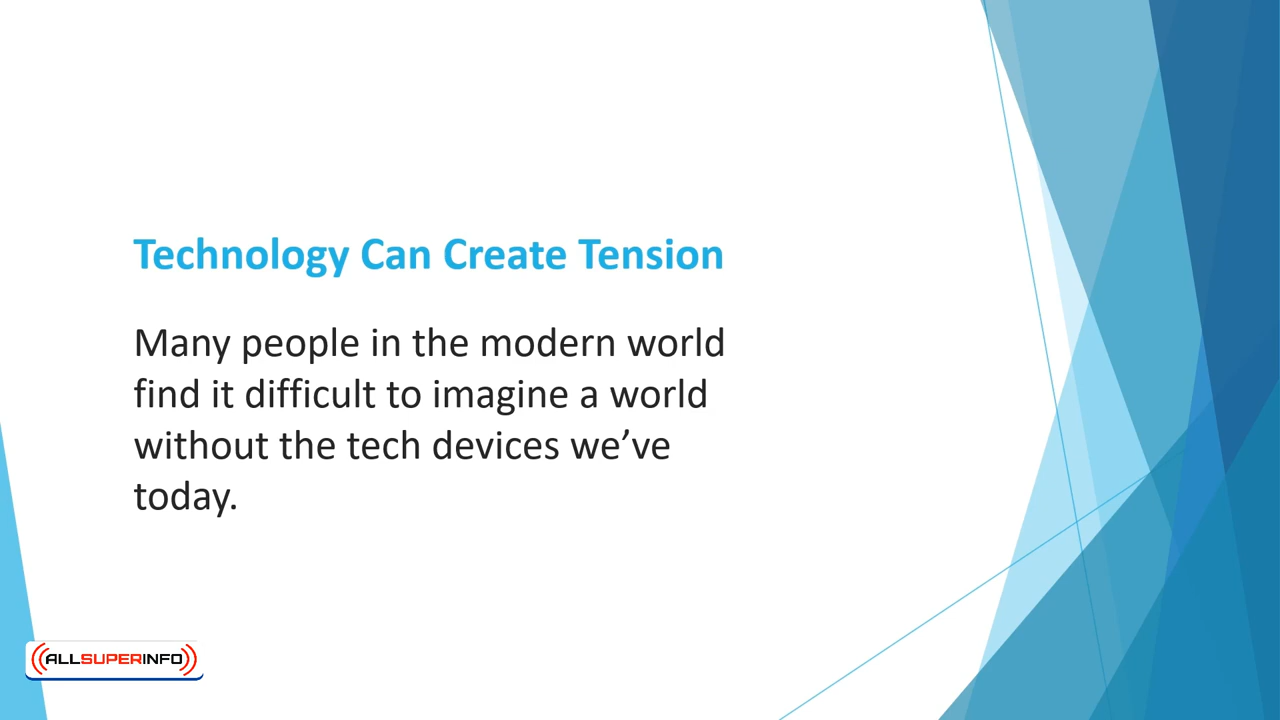 Technology Can Create Tension
Many people in the modern world
find it difficult to imagine a world
without the tech devices we’ve
today.
ALLSUPERINFO